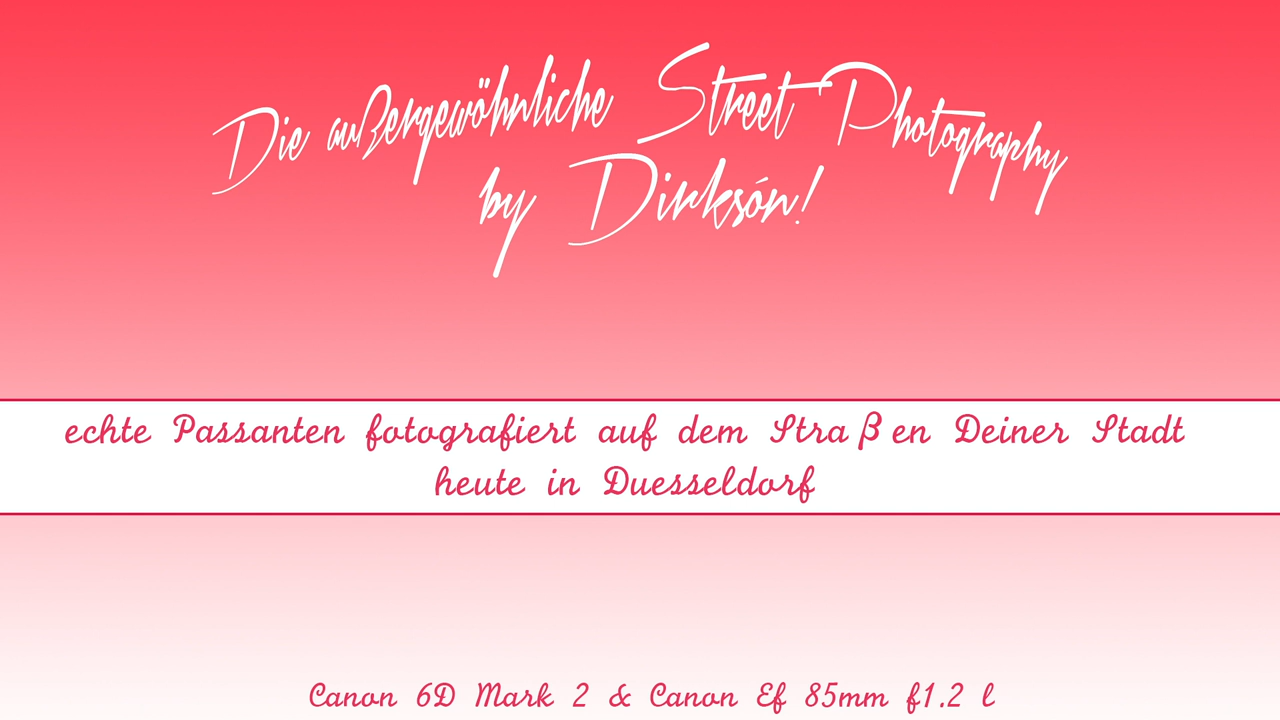 Die außergewöhnliche Street Photography
by Dirksón!
echte Passanten fotografiert auf dem Straßen Deiner Stadt
heute in Duesseldorf
Canon 6D Mark 2 & Canon Ef 85mm f1.2 l